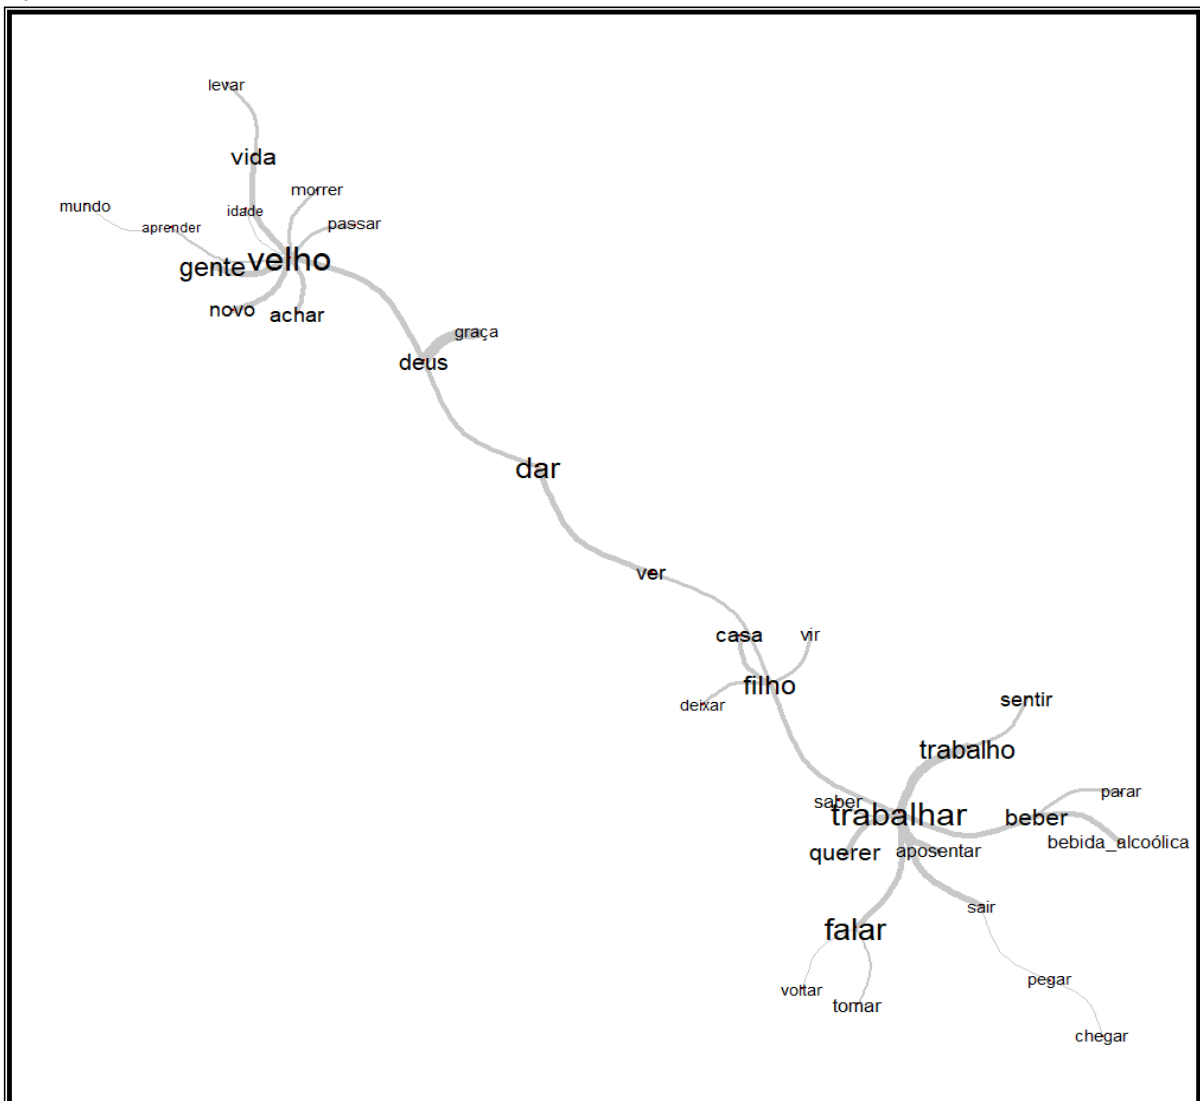 levar
vida
morrer
mundo
idade
aprender
passar
velho
gente
novo
achar
graça
deus
dar
ver
casa
vir
filho
deixar
sentir
trabalho
parar
saber
trabalhar
beber
bebida_alcoólica
querer
aposentar
sair
falar
pegar
voltar
tomar
chegar